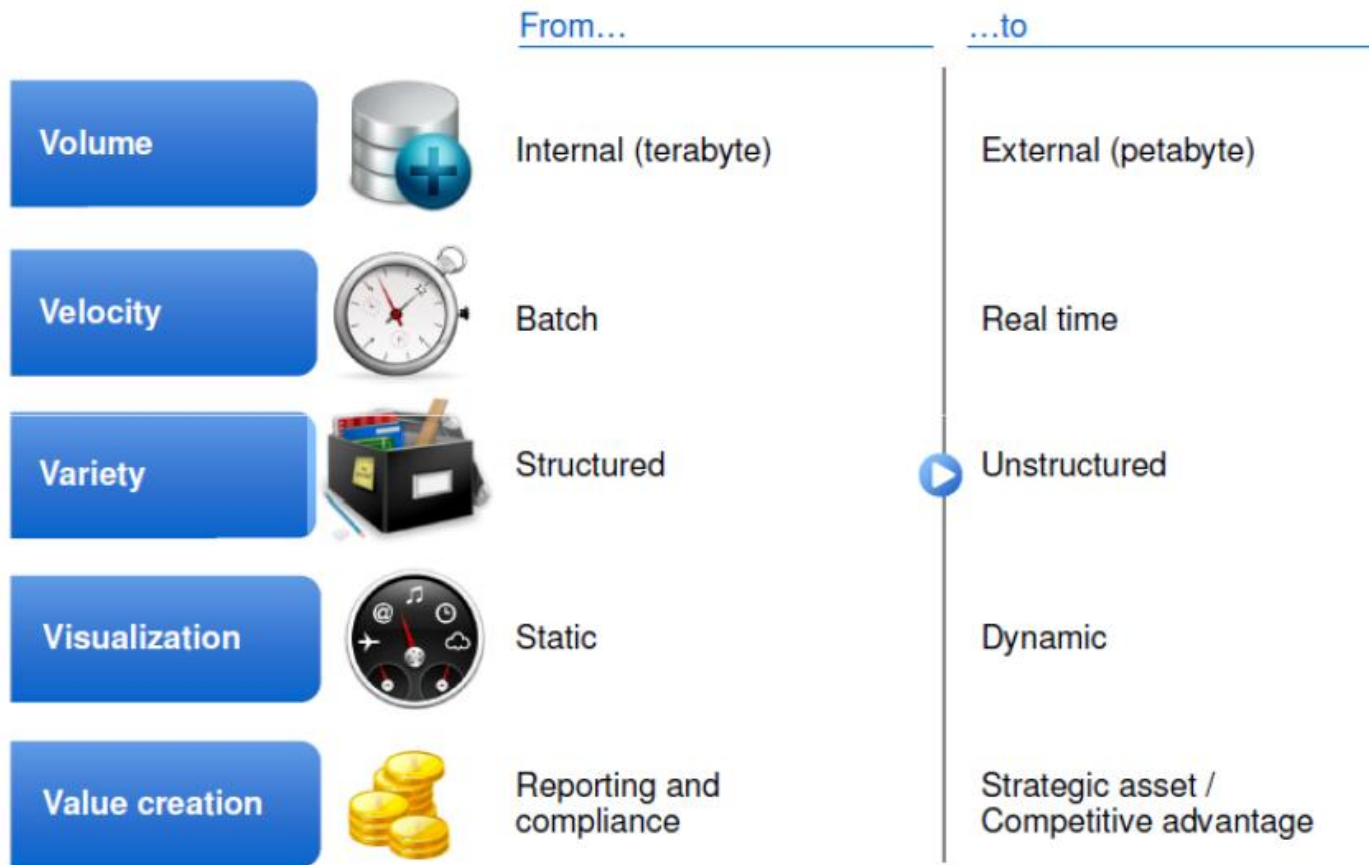 From… …to
Volume Internal (terabyte) External (petabyte)
Velocity Batch Real time
Variety Structured Unstructured
Visualization Static Dynamic
Value creation Reporting and Strategic asset /
compliance Competitive advantage